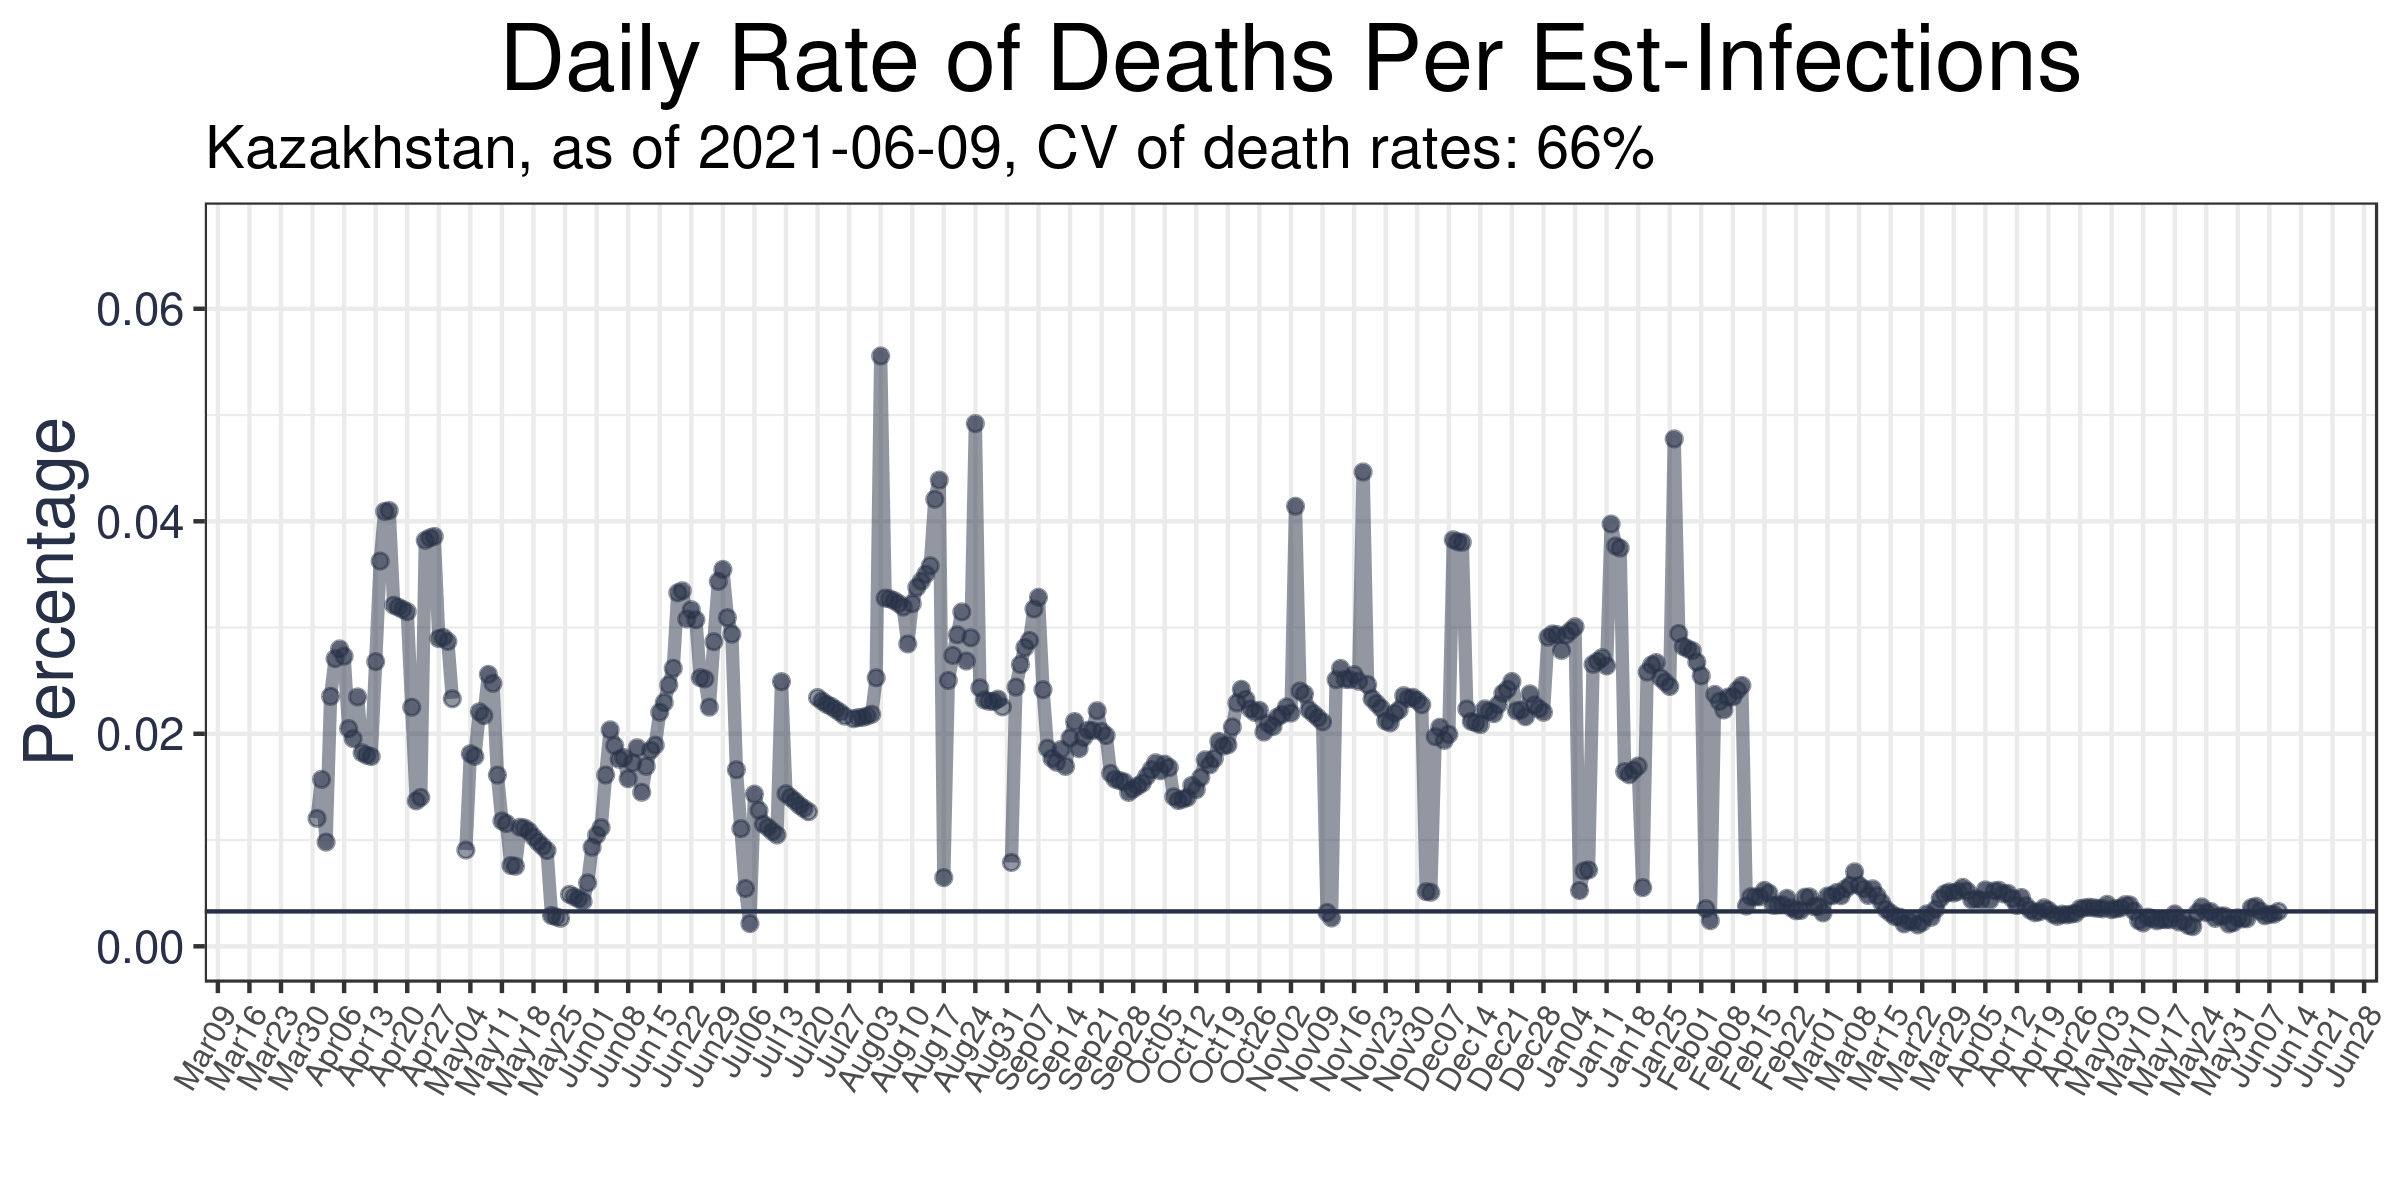 Daily Rate of Deaths Per Est-Infections
Kazakhstan, as of 2021-06-09, CV of death rates: 66%
Percentage
0.06
0.04
0.02
0.00
Mar09
Mar16
Mar23
Mar30
Apr06
Apr13
Apr20
Apr27
May04
May11
May18
May25
Jun01
Jun08
Jun15
Jun22
Jun29
Jul06
Jul13
Jul20
Jul27
Aug03
Aug10
Aug17
Aug24
Aug31
Sep07
Sep14
Sep21
Sep28
Oct05
Oct12
Oct19
Oct26
Nov02
Nov09
Nov16
Nov23
Nov30
Dec07
Dec14
Dec21
Dec28
Jan04
Jan11
Jan18
Jan25
Feb01
Feb08
Feb15
Feb22
Mar01
Mar08
Mar15
Mar22
Mar29
Apr05
Apr12
Apr19
Apr26
May03
May10
May17
May24
May31
Jun07
Jun14
Jun21
Jun28